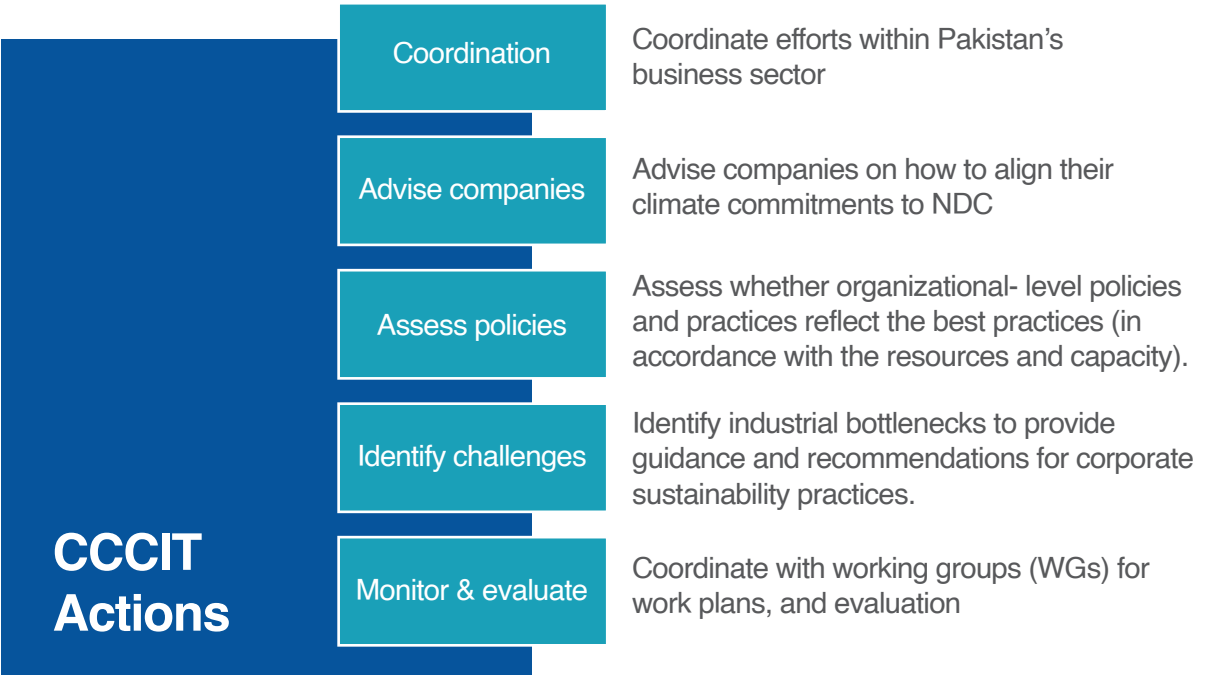 Coordination
Coordinate efforts within Pakistan’s
business sector
Advise companies
Advise companies on how to align their
climate commitments to NDC
Assess policies
Assess whether organizational- level policies
and practices reflect the best practices (in
accordance with the resources and capacity).
Identify challenges
Identify industrial bottlenecks to provide
guidance and recommendations for corporate
sustainability practices.
Monitor & evaluate
Coordinate with working groups (WGs) for
work plans, and evaluation
CCCIT
Actions